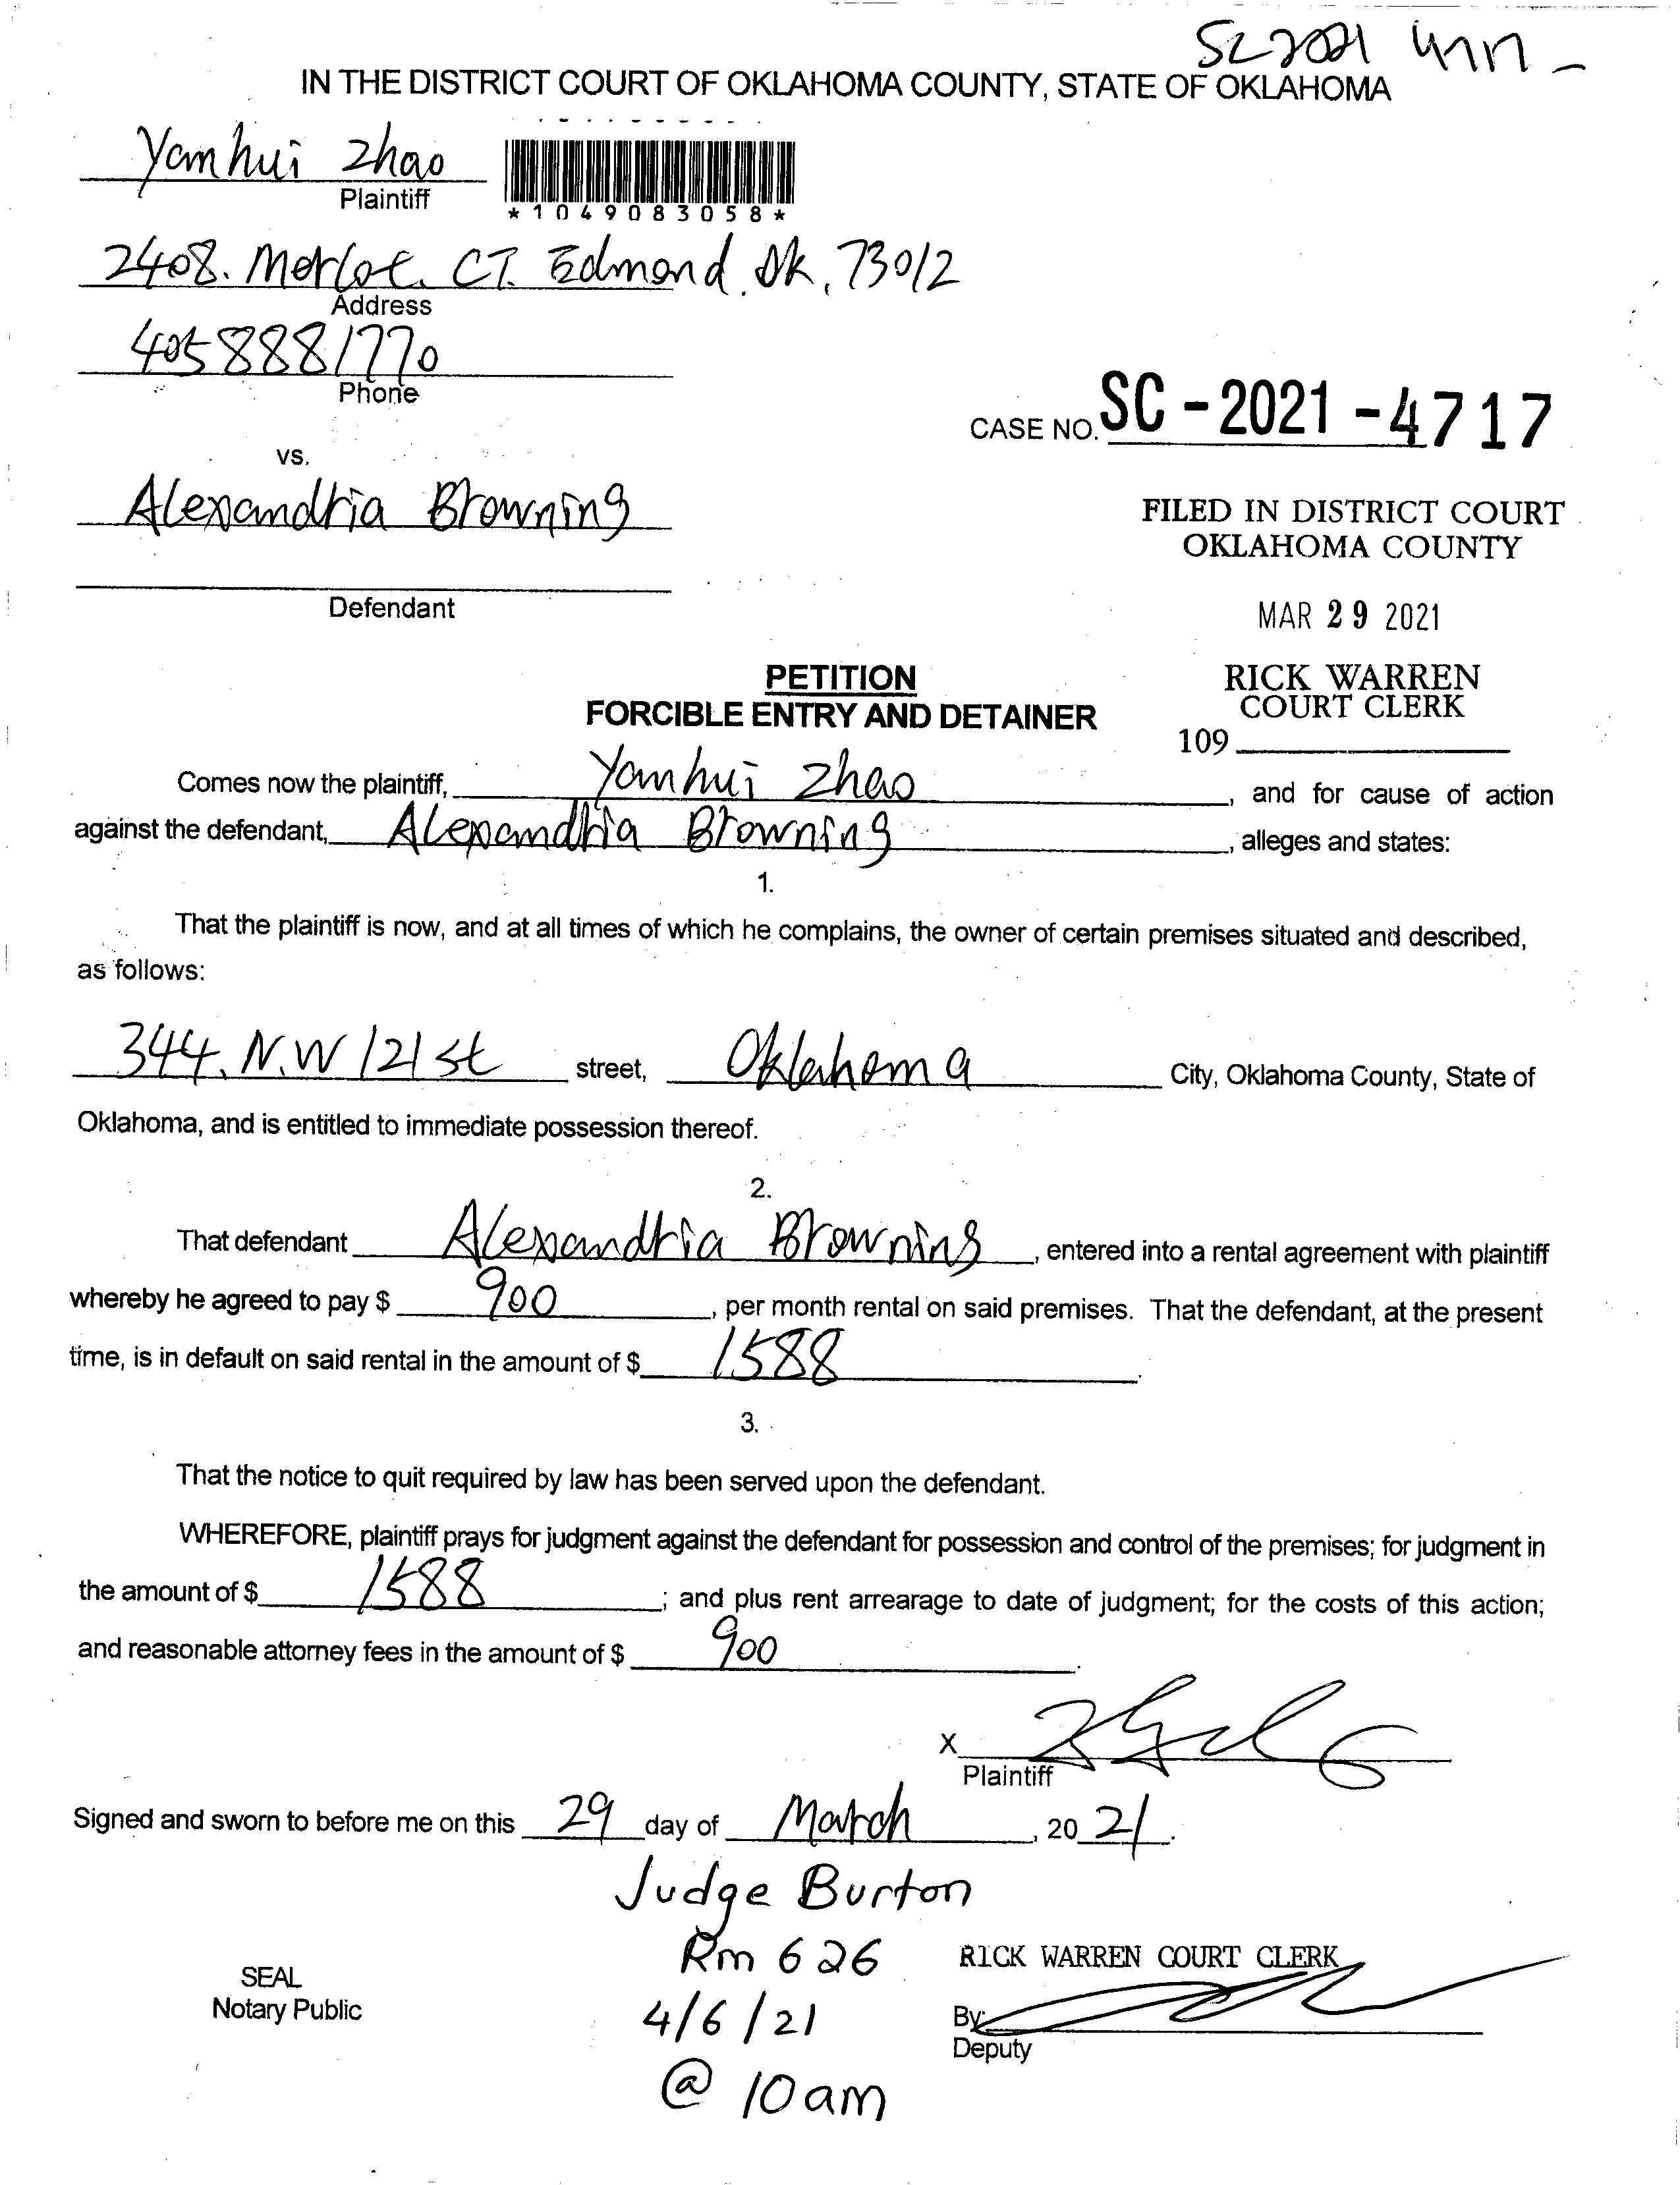 SC 2021 4717 -
IN THE DISTRICT COURT OF OKLAHOMA COUNTY, STATE OF OKLAHOMA
Yanhui Zhao
Plaintiff
*1049083058*
2408. Merlot. CT. Edmond. Ok, 73012
Address
4058881770
Phone
CASE NO. SC - 2021 - 4717
vs.
Alexandria Browning
FILED IN DISTRICT COURT
OKLAHOMA COUNTY
Defendant
MAR 29 2021
PETITION
FORCIBLE ENTRY AND DETAINER
RICK WARREN
COURT CLERK
109
Comes now the plaintiff, Yanhui Zhao, and for cause of action
against the defendant, Alexandria Browning, alleges and states:
1.
That the plaintiff is now, and at all times of which he complains, the owner of certain premises situated and described,
as follows:
344. N.W 121 st street, Oklahoma City, Oklahoma County, State of
Oklahoma, and is entitled to immediate possession thereof.
2.
That defendant Alexandria Browning, entered into a rental agreement with plaintiff
whereby he agreed to pay $ 900, per month rental on said premises. That the defendant, at the present
time, is in default on said rental in the amount of $ 1588.
3.
That the notice to quit required by law has been served upon the defendant.
WHEREFORE, plaintiff prays for judgment against the defendant for possession and control of the premises; for judgment in
the amount of $ 1588; and plus rent arrearage to date of judgment; for the costs of this action;
and reasonable attorney fees in the amount of $ 900.
X
Plaintiff
Signed and sworn to before me on this 29 day of March, 20 21.
Judge Burton
Rm 626
4/6/21
@ 10am
SEAL
Notary Public
RICK WARREN COURT CLERK
By:
Deputy